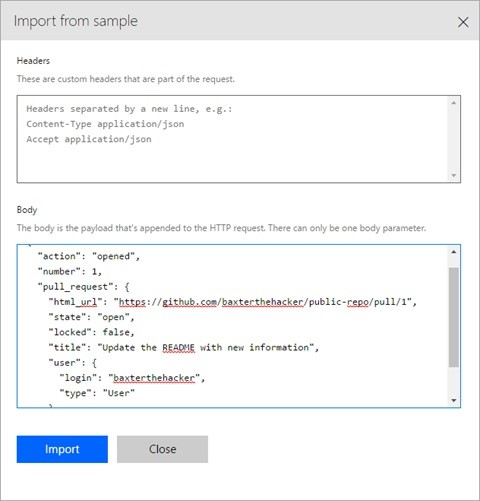 Import from sample
Headers
These are custom headers that are part of the request.
Headers separated by a new line, e.g.:
Content-Type application/json
Accept application/json
Body
The body is the payload that's appended to the HTTP request. There can only be one body parameter.
"action": "opened",
"number": 1,
"pull_request": {
"html_url": "https://github.com/baxterthehacker/public-repo/pull/1",
"state": "open",
"locked": false,
"title": "Update the README with new information",
"user": {
"login": "baxterthehacker",
"type": "User"
Import
Close